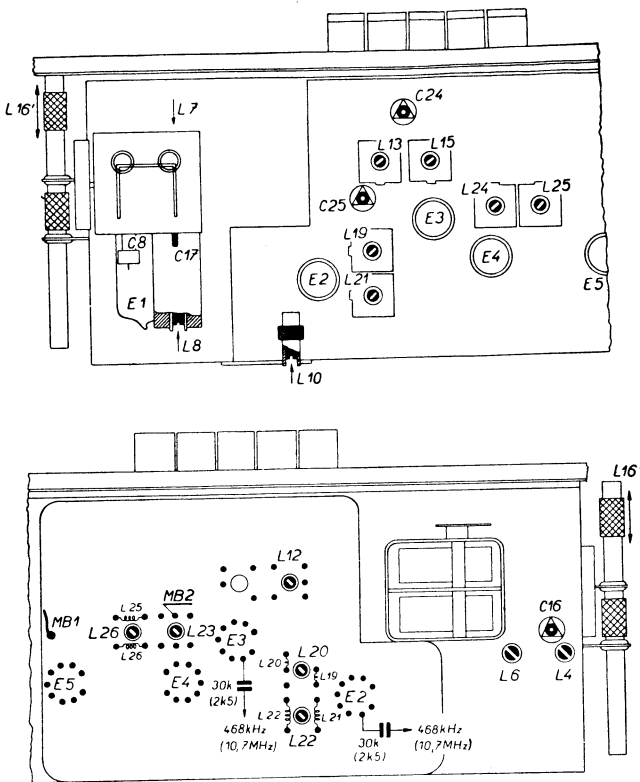 L16'
L7
C24
L13
L15
C25
L24
L25
E3
L19
E4
C8
C17
E2
E5
L21
E1
L8
L10
L16
L12
MB1
L25
MB2
L26
L23
E3
C16
L26
L20
L20
L19
E5
E4
E2
L6
L4
30k
(2k5)
468kHz
(10,7MHz)
L22
L21
L22
30k
(2k5)
468kHz
(10,7MHz)